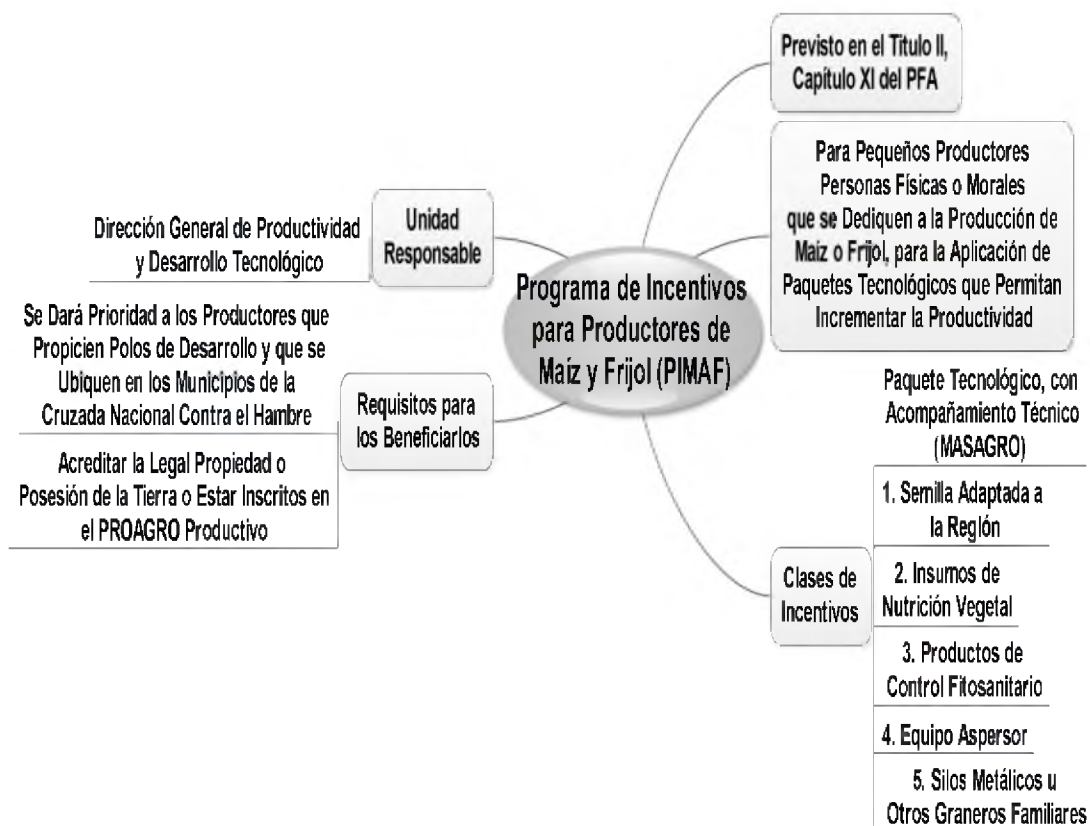 Programa de Incentivos
para Productores de
Maíz y Frijol (PIMAF)
Previsto en el Titulo II,
Capítulo XI del PFA
Para Pequeños Productores
Personas Físicas o Morales
que se Dediquen a la Producción de
Maíz o Frijol, para la Aplicación de
Paquetes Tecnológicos que Permitan
Incrementar la Productividad
Clases de
Incentivos
Paquete Tecnológico, con
Acompañamiento Técnico
(MASAGRO)
1. Semilla Adaptada a
la Región
2. Insumos de
Nutrición Vegetal
3. Productos de
Control Fitosanitario
4. Equipo Aspersor
5. Silos Metálicos u
Otros Graneros Familiares
Unidad
Responsable
Dirección General de Productividad
y Desarrollo Tecnológico
Requisitos para
los Beneficiarios
Se Dará Prioridad a los Productores que
Propicien Polos de Desarrollo y que se
Ubiquen en los Municipios de la
Cruzada Nacional Contra el Hambre
Acreditar la Legal Propiedad o
Posesión de la Tierra o Estar Inscritos en
el PROAGRO Productivo